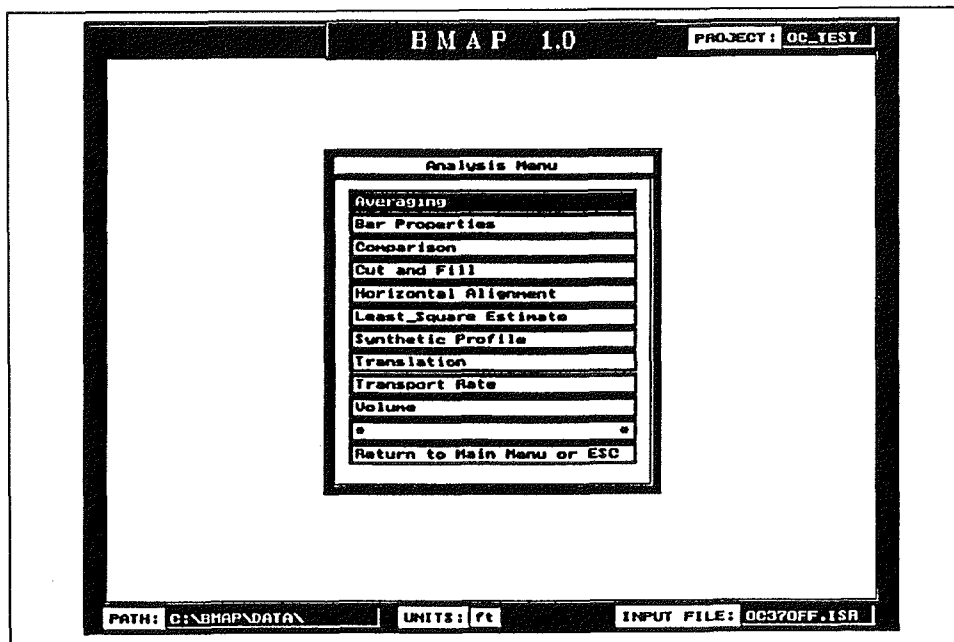 BMAP 1.0
PROJECT: OC_TEST
Analysis Menu
Averaging
Bar Properties
Comparison
Cut and Fill
Horizontal Alignment
Least_Square Estimate
Synthetic Profile
Translation
Transport Rate
Volume
* *
Return to Main Menu or ESC
PATH: C:\BMAP\DATA\
UNITS: ft
INPUT FILE: OC370FF.ISR